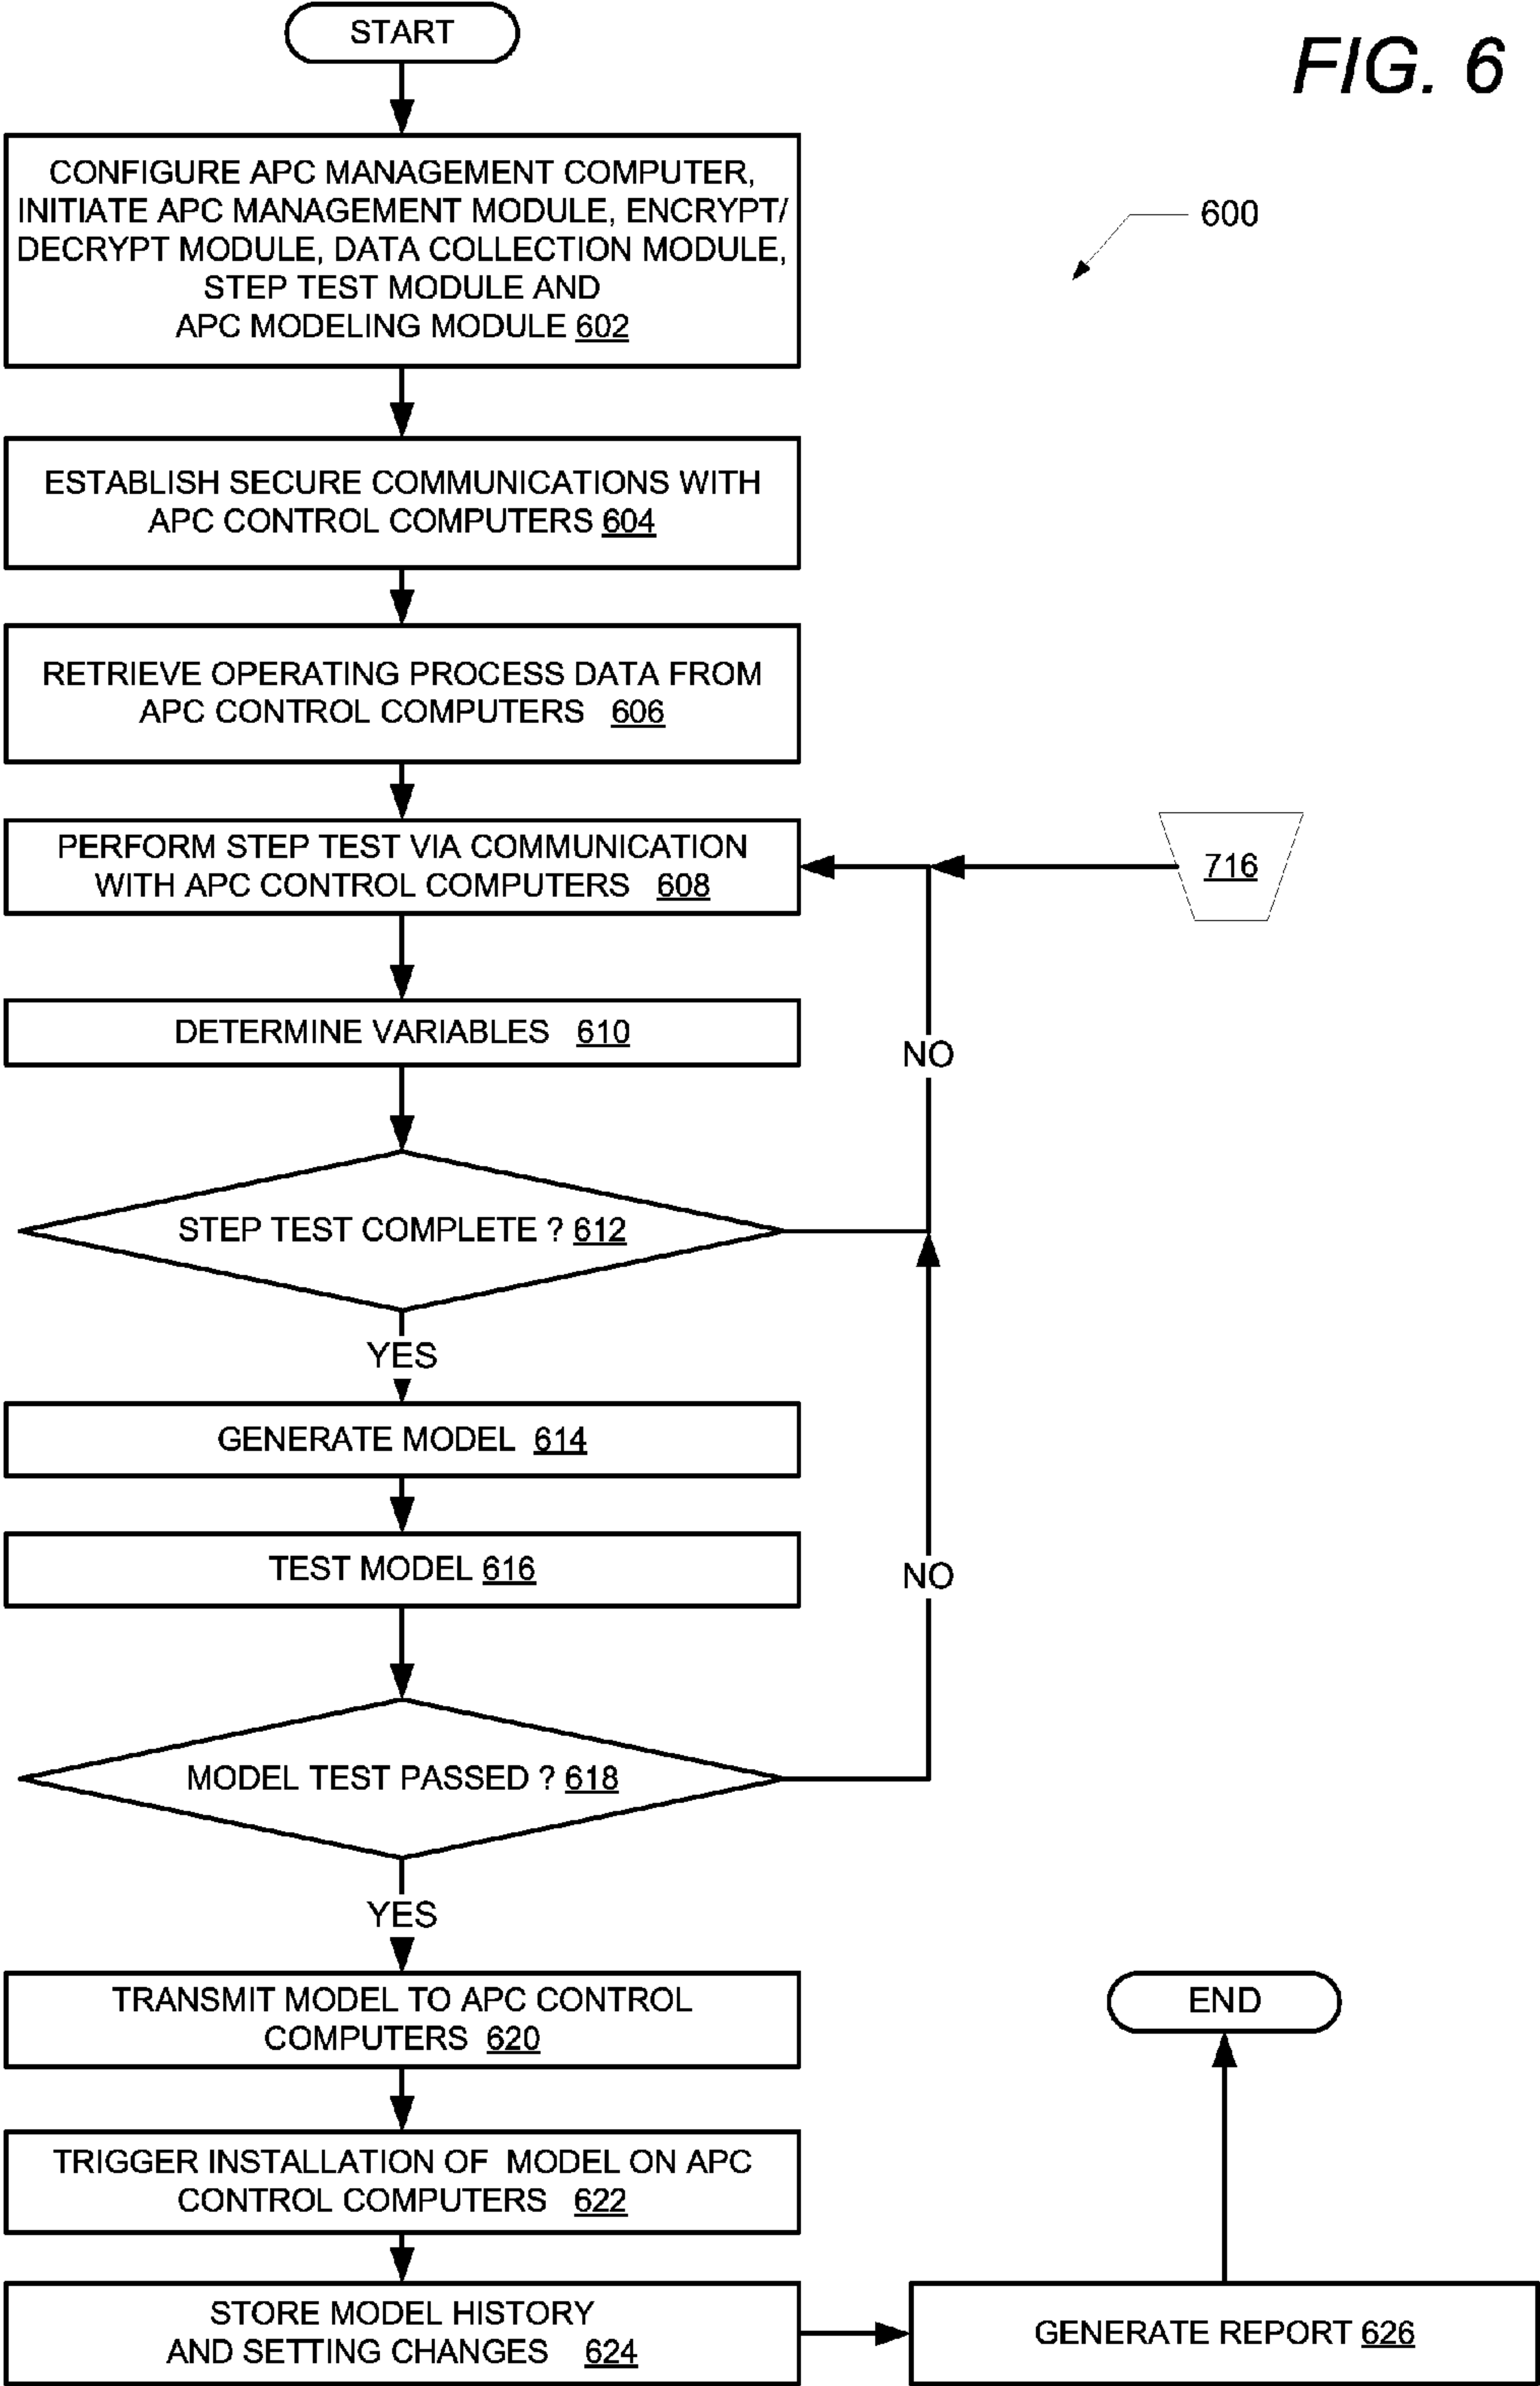 START
FIG. 6
CONFIGURE APC MANAGEMENT COMPUTER,
INITIATE APC MANAGEMENT MODULE, ENCRYPT/
DECRYPT MODULE, DATA COLLECTION MODULE,
STEP TEST MODULE AND
APC MODELING MODULE 602
600
ESTABLISH SECURE COMMUNICATIONS WITH
APC CONTROL COMPUTERS 604
RETRIEVE OPERATING PROCESS DATA FROM
APC CONTROL COMPUTERS 606
PERFORM STEP TEST VIA COMMUNICATION
WITH APC CONTROL COMPUTERS 608
716
DETERMINE VARIABLES 610
NO
STEP TEST COMPLETE ? 612
YES
GENERATE MODEL 614
TEST MODEL 616
NO
MODEL TEST PASSED ? 618
YES
TRANSMIT MODEL TO APC CONTROL
COMPUTERS 620
END
TRIGGER INSTALLATION OF MODEL ON APC
CONTROL COMPUTERS 622
STORE MODEL HISTORY
AND SETTING CHANGES 624
GENERATE REPORT 626